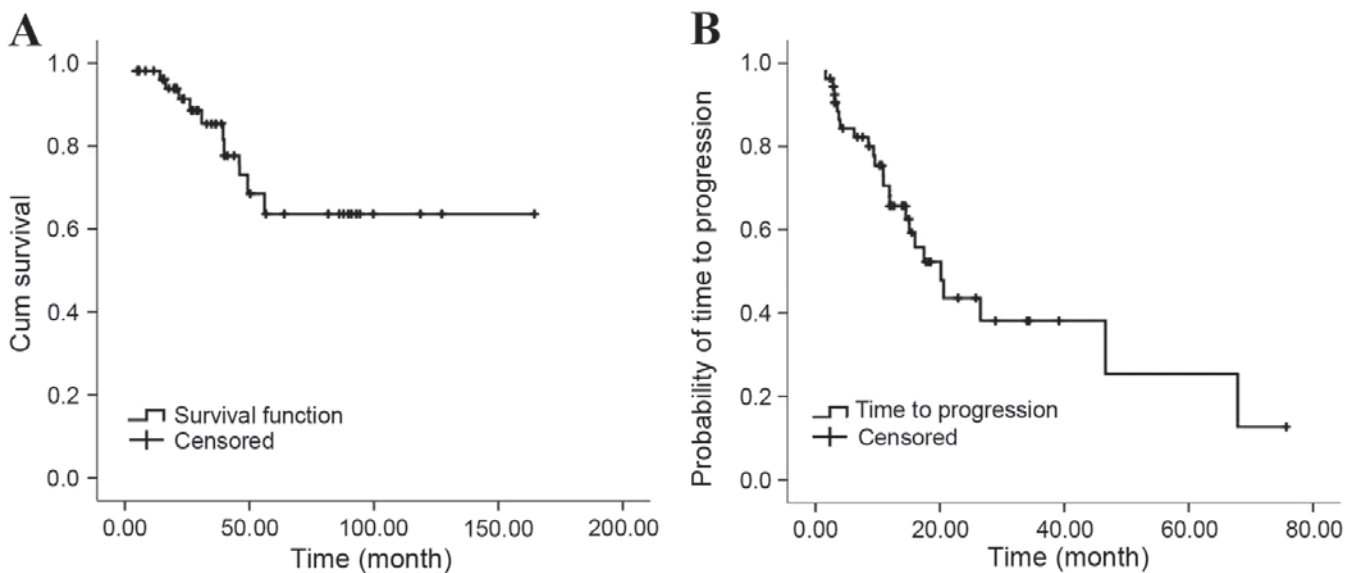 A
1.0
0.8
0.6
0.4
0.2
0.0
Cum survival
Survival function
Censored
0.00 50.00 100.00 150.00 200.00
Time (month)
B
1.0
0.8
0.6
0.4
0.2
0.0
Probability of time to progression
Time to progression
Censored
0.00 20.00 40.00 60.00 80.00
Time (month)